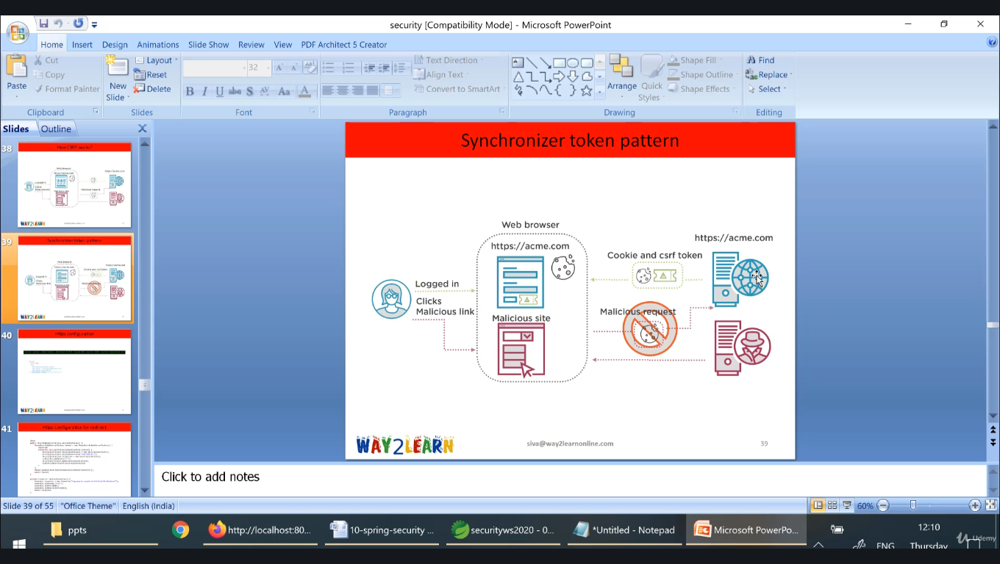 security [Compatibility Mode] - Microsoft PowerPoint
Home Insert Design Animations Slide Show Review View PDF Architect 5 Creator
Paste
Cut
Copy
Format Painter
Clipboard
New
Slide
Layout
Reset
Delete
Slides
32
B I U abc S AV Aa A
Font
Text Direction
Align Text
Convert to SmartArt
Paragraph
Arrange
Quick
Styles
Shape Fill
Shape Outline
Shape Effects
Drawing
Find
Replace
Select
Editing
Slides Outline X
38
How CSRF works?
WAY2LEARN
39
Synchronizer token pattern
WAY2LEARN
40
Https configuration
WAY2LEARN
41
Https Configuration for redirect
Synchronizer token pattern
Web browser
https://acme.com
https://acme.com
Cookie and csrf token
Logged in
Clicks
Malicious link
Malicious request
Malicious site
WAY2LEARN
siva@way2learnonline.com
39
Click to add notes
Slide 39 of 55 "Office Theme" English (India)
60%
ppts
http://localhost:80...
10-spring-security ...
securityws2020 - 0...
*Untitled - Notepad
Microsoft PowerPo...
12:10
ENG
Thursday
Udemy